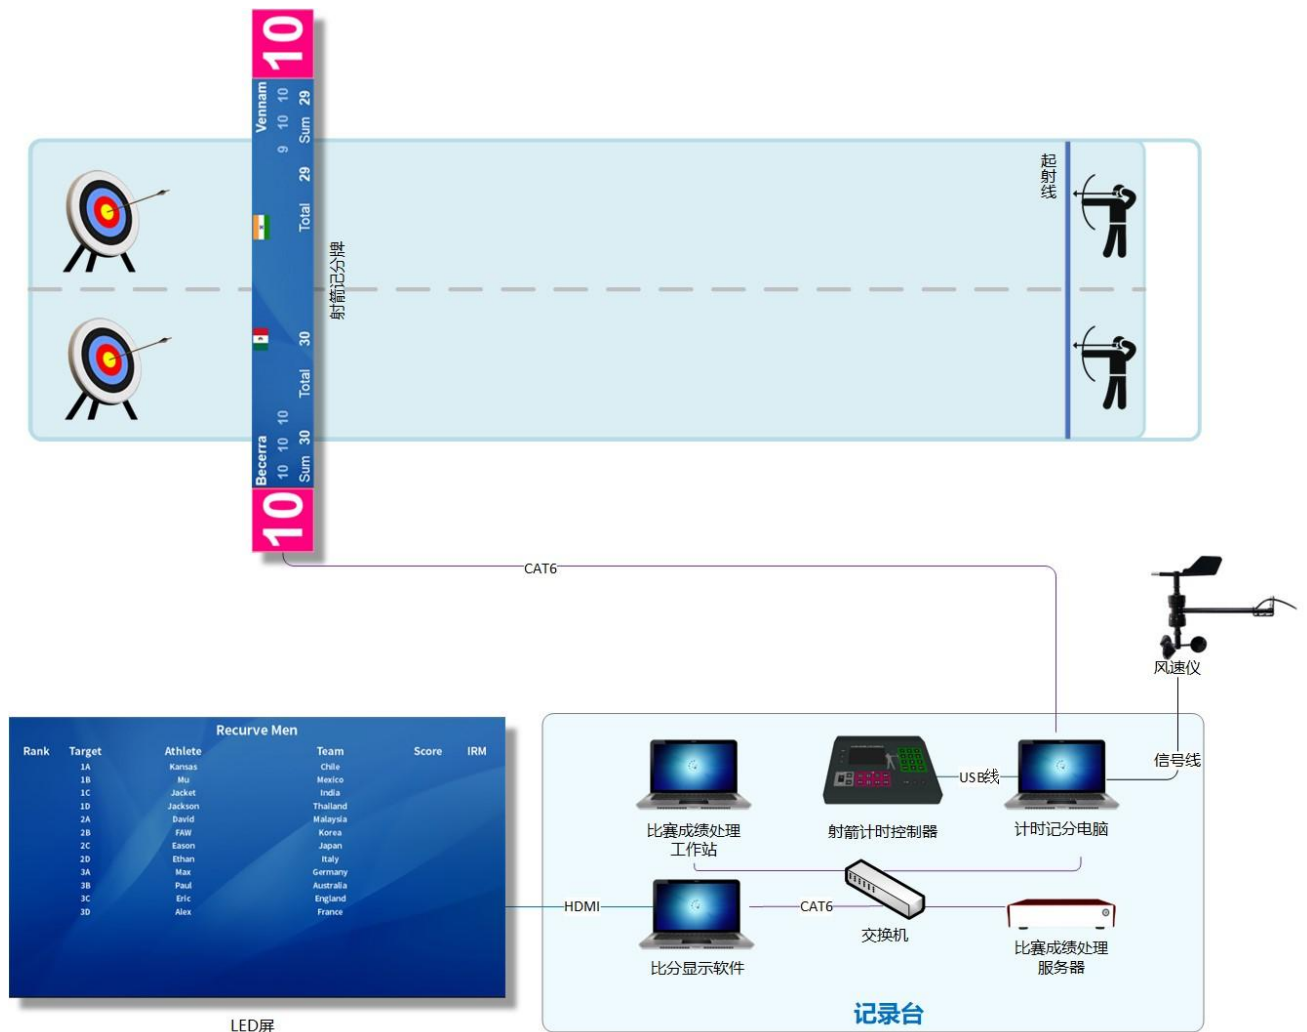 10
Vennam
9 10 10
Sum 29
Total 29
射箭记分牌
起射线
Becerra
10 10 10
Sum 30
Total 30
10
CAT6
风速仪
信号线
Recurve Men
Rank Target Athlete Team Score IRM
1A Kansas Chile
1B Mu Mexico
1C Jacket India
1D Jackson Thailand
2A David Malaysia
2B FAW Korea
2C Eason Japan
2D Ethan Italy
3A Max Germany
3B Paul Australia
3C Eric England
3D Alex France
LED屏
比赛成绩处理
工作站
射箭计时控制器
USB线
计时记分电脑
HDMI
比分显示软件
CAT6
交换机
比赛成绩处理
服务器
记录台